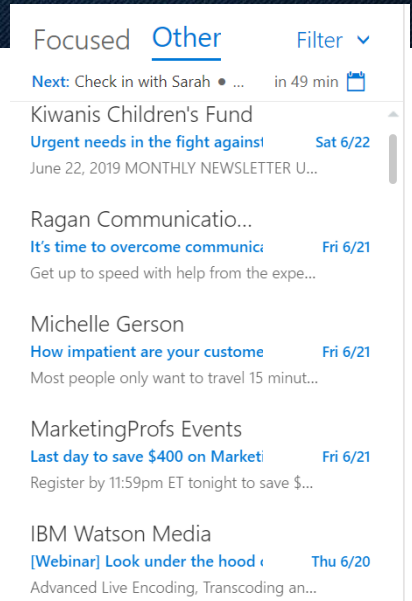 Focused Other Filter
Next: Check in with Sarah • ... in 49 min
Kiwanis Children's Fund
Urgent needs in the fight against Sat 6/22
June 22, 2019 MONTHLY NEWSLETTER U...
Ragan Communicatio...
It's time to overcome communica Fri 6/21
Get up to speed with help from the expe...
Michelle Gerson
How impatient are your custome Fri 6/21
Most people only want to travel 15 minut...
MarketingProfs Events
Last day to save $400 on Marketi Fri 6/21
Register by 11:59pm ET tonight to save $...
IBM Watson Media
[Webinar] Look under the hood Thu 6/20
Advanced Live Encoding, Transcoding an...